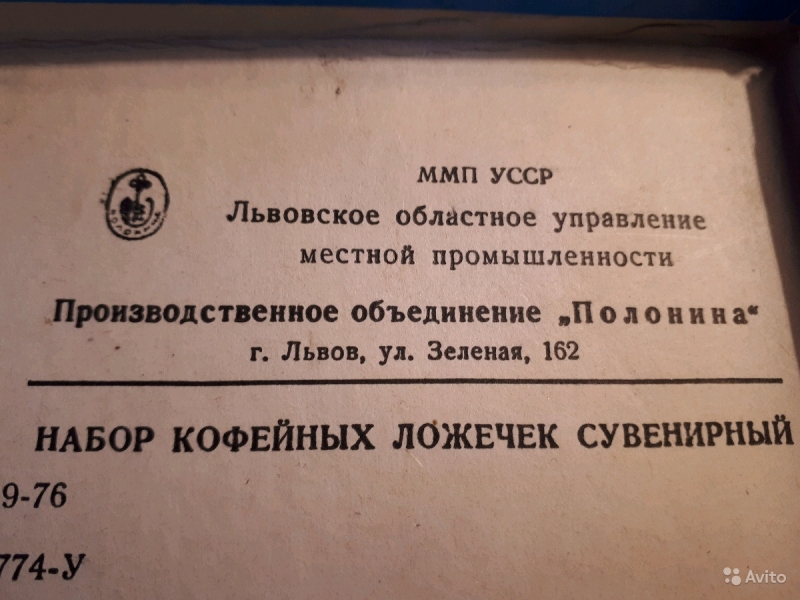 ММП УССР
Львовское областное управление
местной промышленности
Производственное объединение „Полонина“
г. Львов, ул. Зеленая, 162
НАБОР КОФЕЙНЫХ ЛОЖЕЧЕК СУВЕНИРНЫЙ
9-76
774-У
Avito